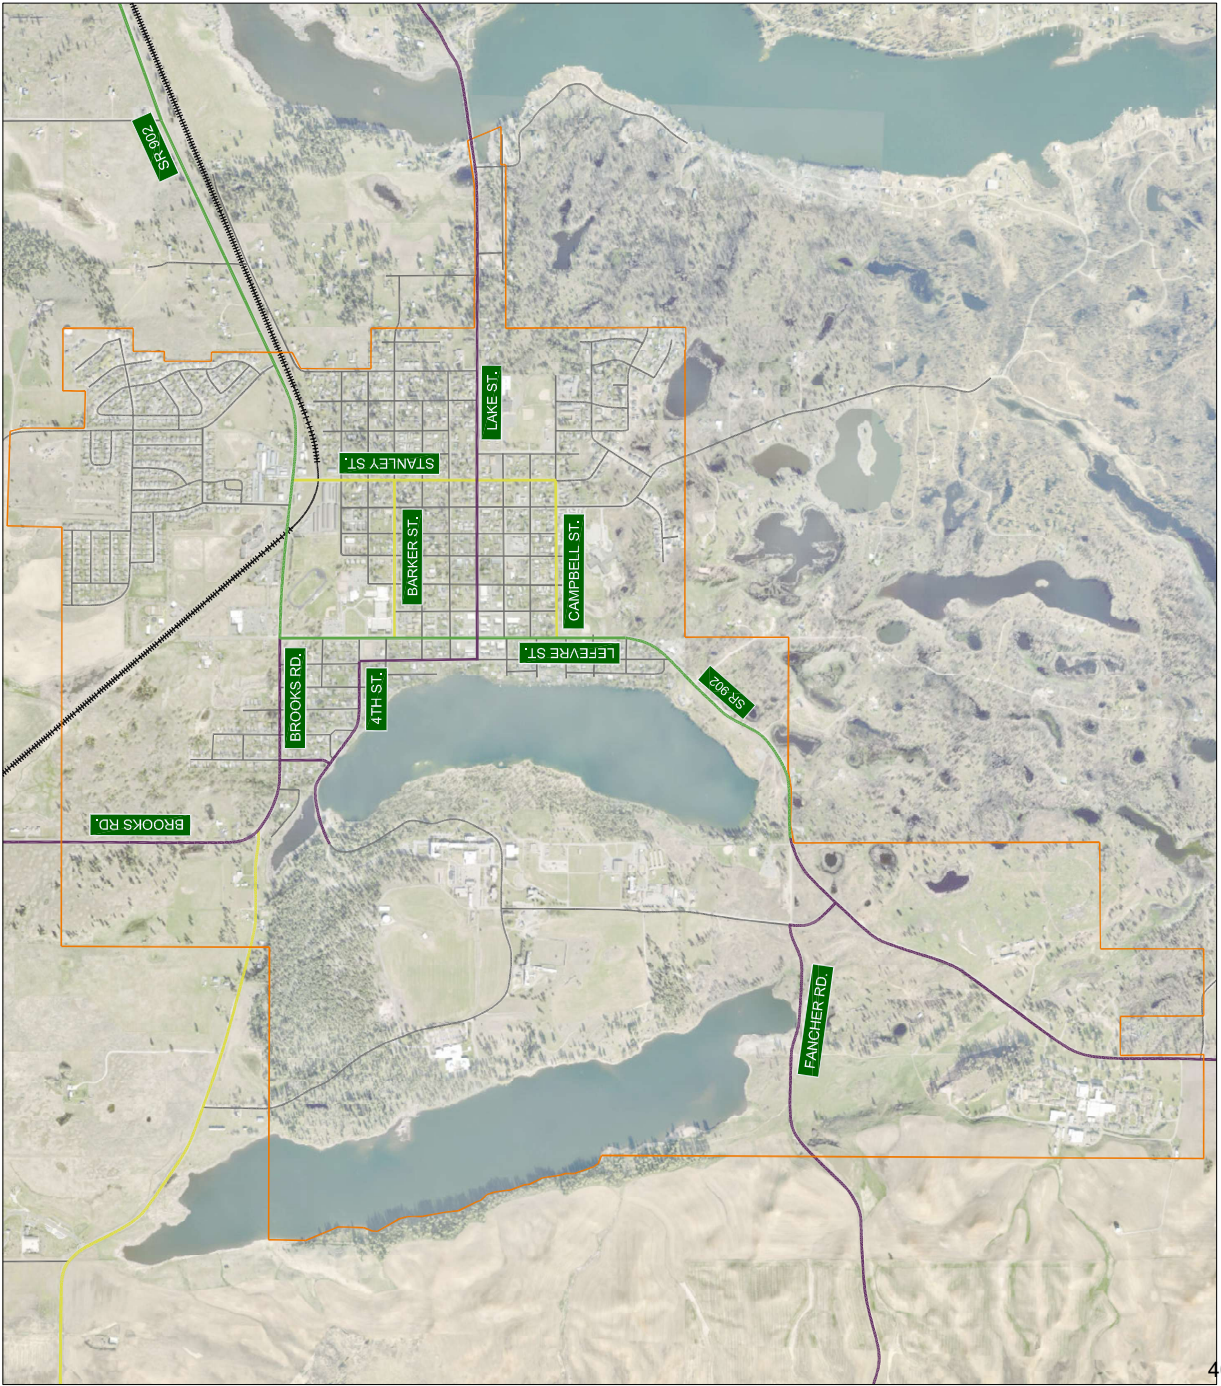 SR 902
LAKE ST.
STANLEY ST.
BARKER ST.
CAMPBELL ST.
LEFEVRE ST.
BROOKS RD.
4TH ST.
SR 902
BROOKS RD.
FANCHER RD.
4